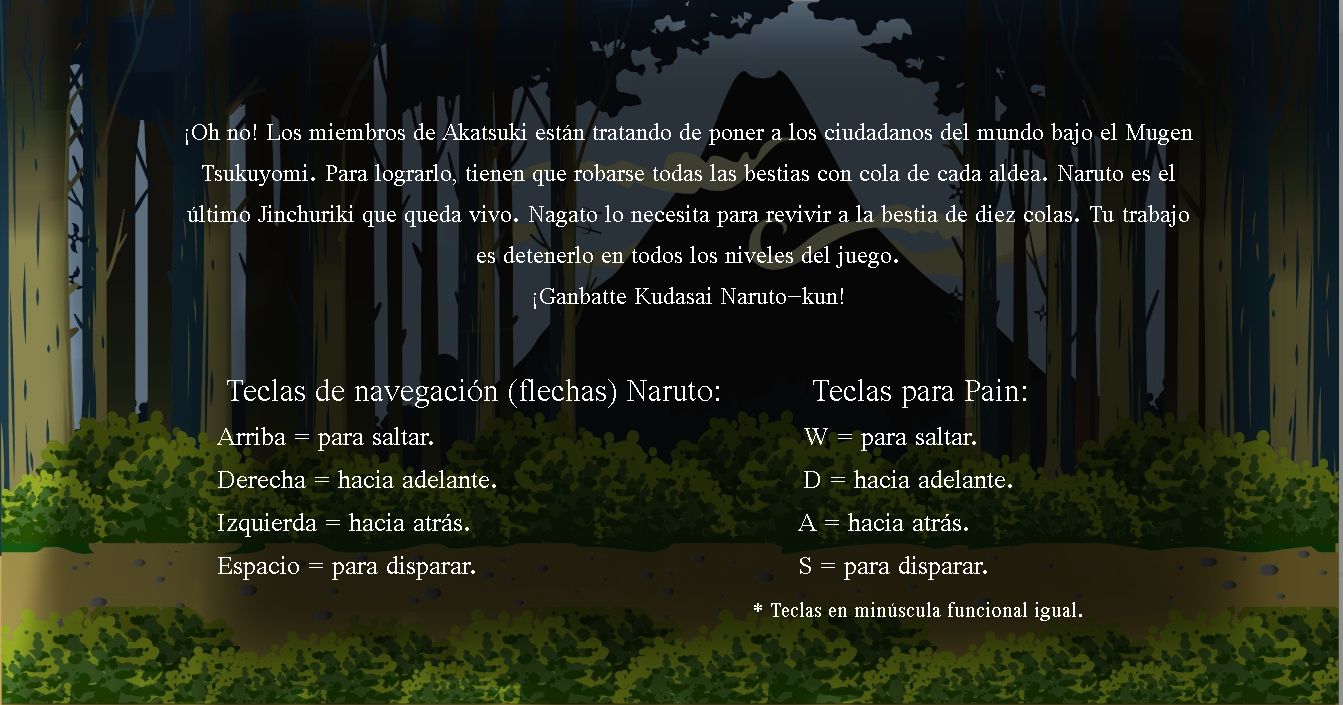 ¡Oh no! Los miembros de Akatsuki están tratando de poner a los ciudadanos del mundo bajo el Mugen
Tsukuyomi. Para lograrlo, tienen que robarse todas las bestias con cola de cada aldea. Naruto es el
último Jinchuriki que queda vivo. Nagato lo necesita para revivir a la bestia de diez colas. Tu trabajo
es detenerlo en todos los niveles del juego.
¡Ganbatte Kudasai Naruto-kun!
Teclas de navegación (flechas) Naruto:
Arriba = para saltar.
Derecha = hacia adelante.
Izquierda = hacia atrás.
Espacio = para disparar.
Teclas para Pain:
W = para saltar.
D = hacia adelante.
A = hacia atrás.
S = para disparar.
* Teclas en minúscula funcional igual.